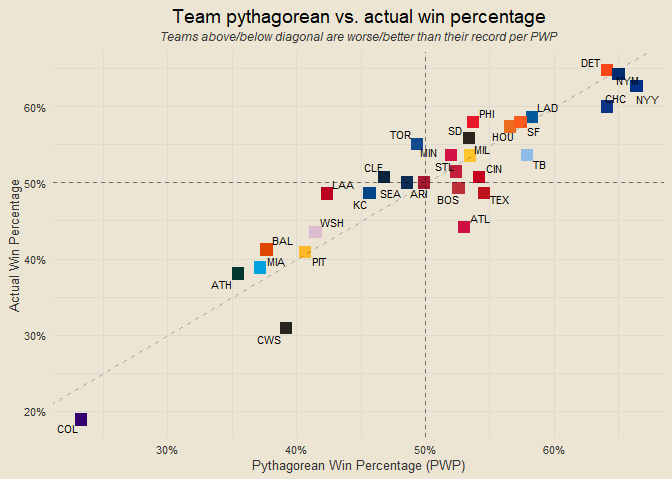 Team pythagorean vs. actual win percentage
Teams above/below diagonal are worse/better than their record per PWP
DET
NYM
NYY
CHC
60%
LAD
PHI
SF
HOU
SD
TOR
MIN
MIL
TB
STL
CIN
CLE
50%
LAA
SEA
ARI
BOS
TEX
KC
ATL
WSH
BAL
40%
MIA
PIT
ATH
CWS
30%
20%
COL
Actual Win Percentage
30%
40%
50%
60%
Pythagorean Win Percentage (PWP)